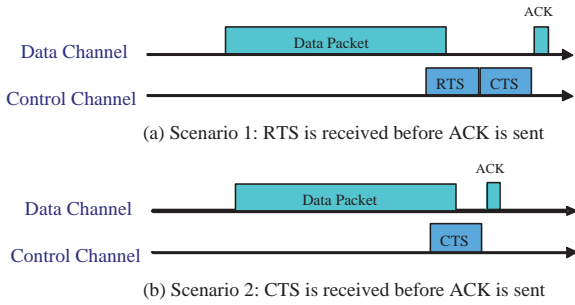 ACK
Data Packet
Data Channel
RTS CTS
Control Channel
(a) Scenario 1: RTS is received before ACK is sent
ACK
Data Packet
Data Channel
CTS
Control Channel
(b) Scenario 2: CTS is received before ACK is sent